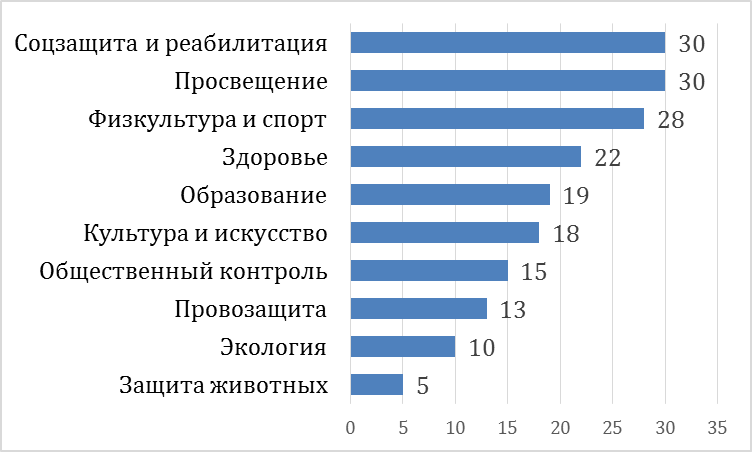 Соцзащита и реабилитация 30
Просвещение 30
Физкультура и спорт 28
Здоровье 22
Образование 19
Культура и искусство 18
Общественный контроль 15
Провозащита 13
Экология 10
Защита животных 5
0 5 10 15 20 25 30 35